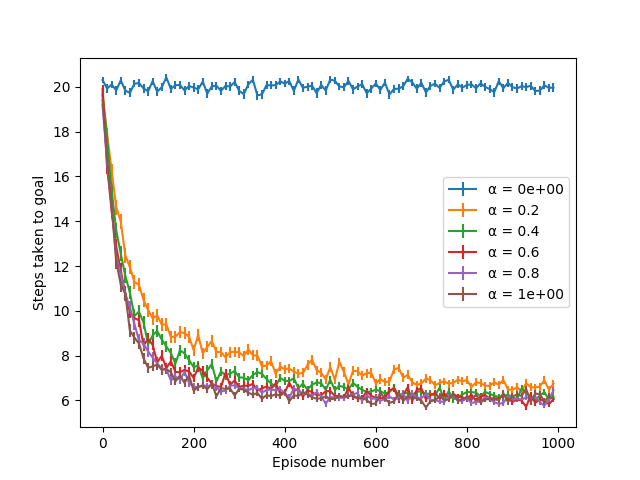 20
18
16
14
12
10
8
6
Steps taken to goal
α = 0e+00
α = 0.2
α = 0.4
α = 0.6
α = 0.8
α = 1e+00
0 200 400 600 800 1000
Episode number